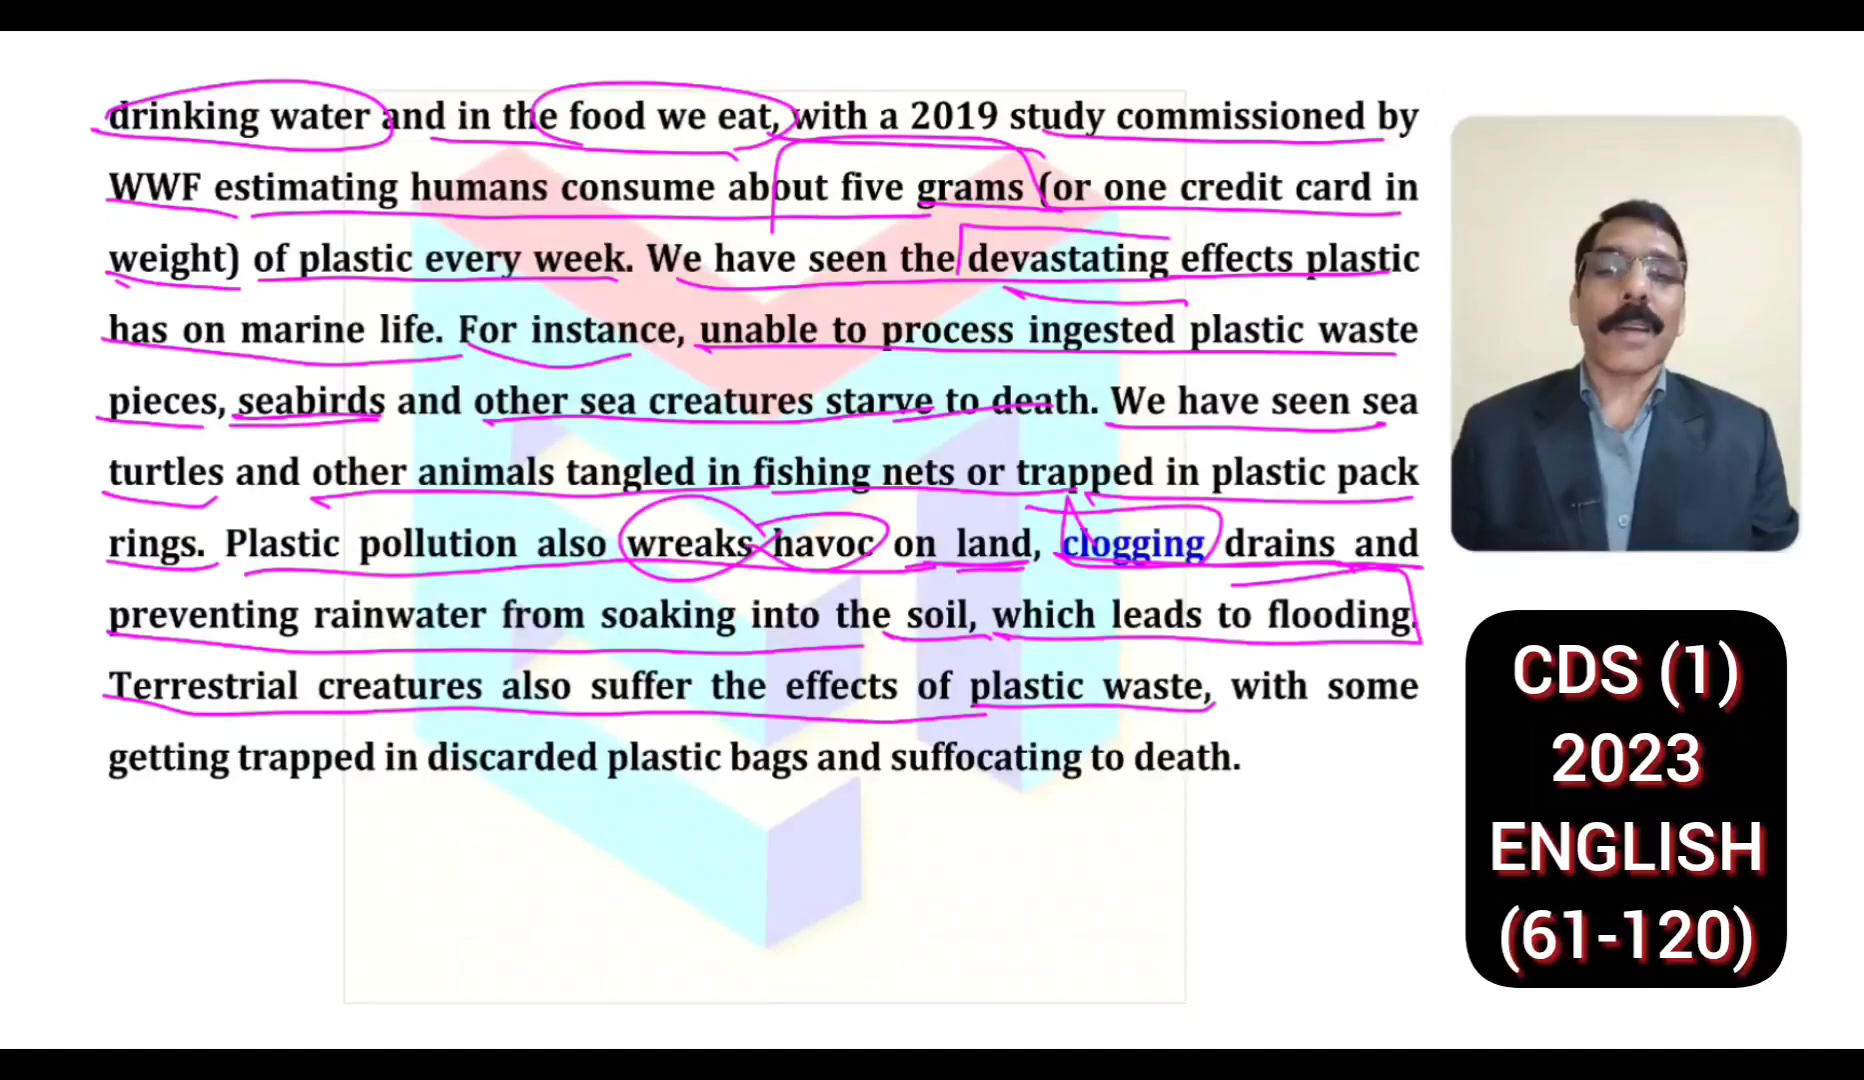 drinking water and in the food we eat, with a 2019 study commissioned by
WWF estimating humans consume about five grams (or one credit card in
weight) of plastic every week. We have seen the devastating effects plastic
has on marine life. For instance, unable to process ingested plastic waste
pieces, seabirds and other sea creatures starve to death. We have seen sea
turtles and other animals tangled in fishing nets or trapped in plastic pack
rings. Plastic pollution also wreaks havoc on land, clogging drains and
preventing rainwater from soaking into the soil, which leads to flooding.
Terrestrial creatures also suffer the effects of plastic waste, with some
getting trapped in discarded plastic bags and suffocating to death.
CDS (1)
2023
ENGLISH
(61-120)